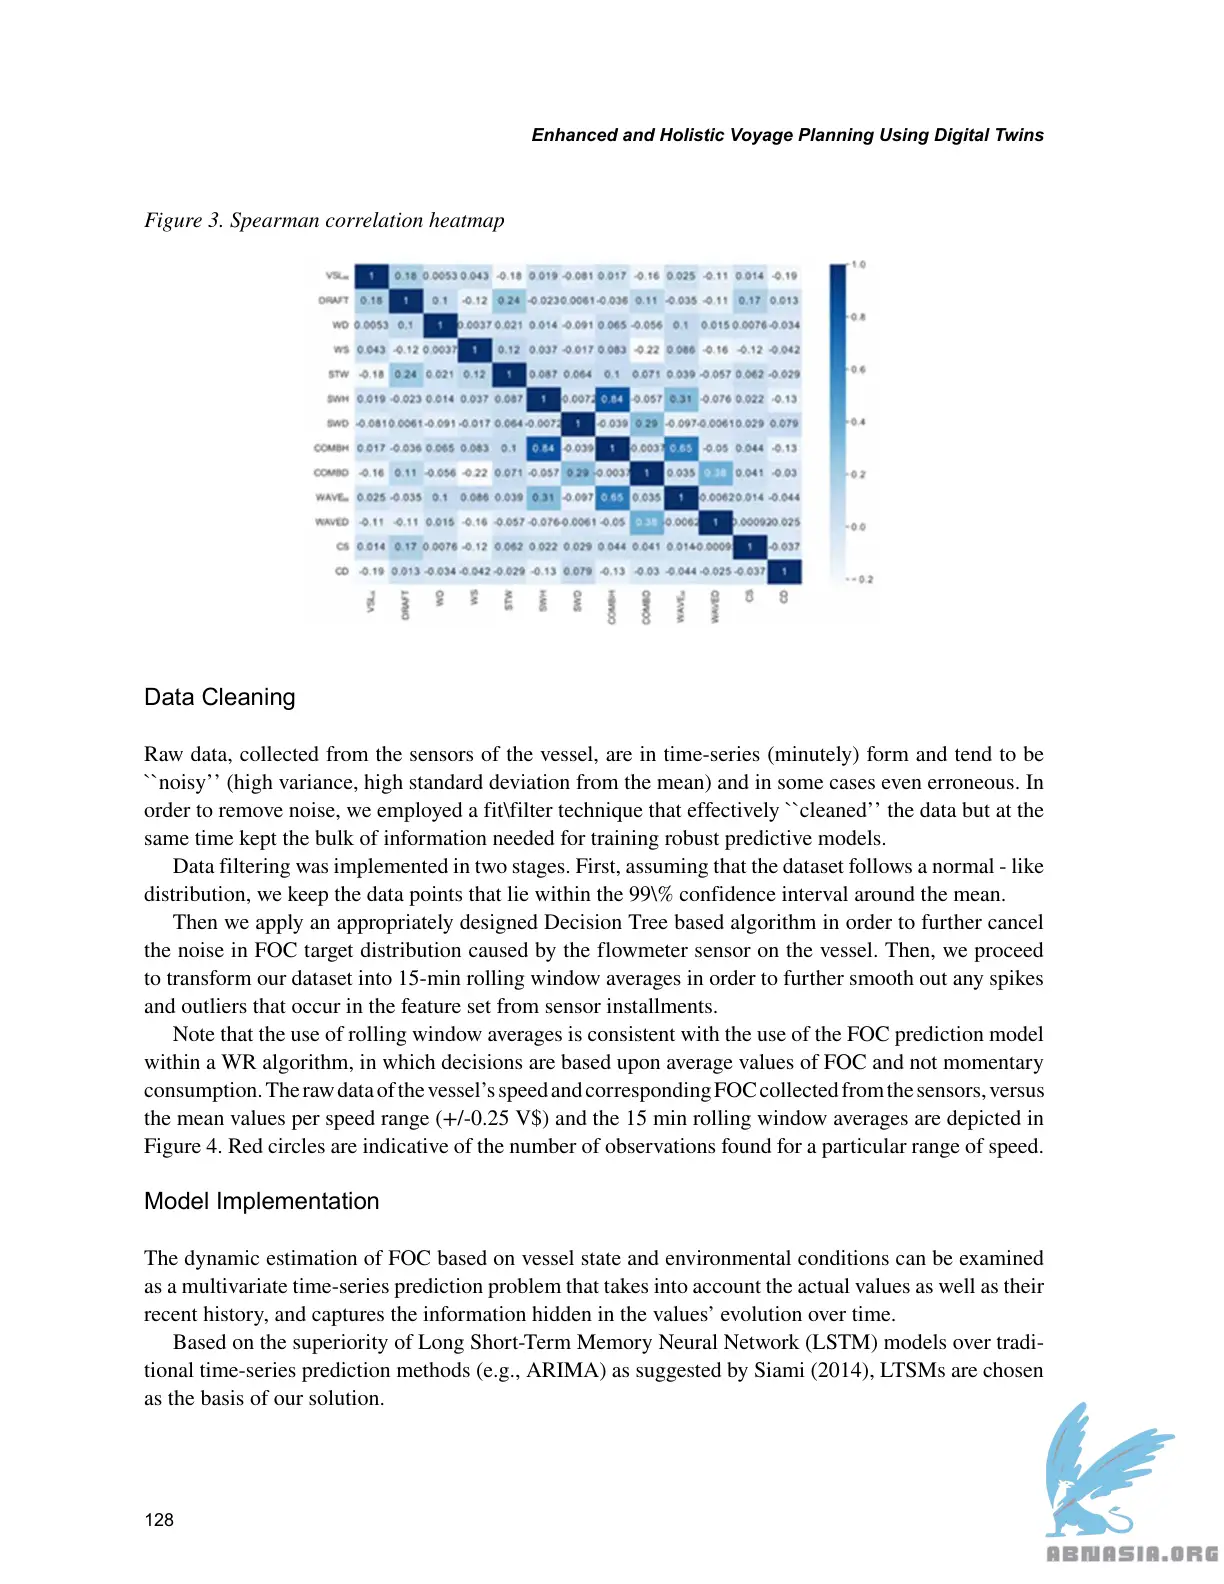 Enhanced and Holistic Voyage Planning Using Digital Twins
Figure 3. Spearman correlation heatmap
VSL 1 0.18 0.0053 0.043 -0.18 0.019 -0.081 0.017 -0.16 0.025 -0.11 0.014 -0.19
DRAFT 0.18 1 0.1 -0.12 0.24 -0.023 0.0061 -0.036 0.11 -0.035 -0.11 0.17 0.013
WD 0.0053 0.1 1 0.0037 0.021 0.014 -0.091 0.065 -0.056 0.1 0.015 0.0076 -0.034
WS 0.043 -0.12 0.0037 1 0.12 0.037 -0.017 0.083 -0.22 0.086 -0.16 -0.12 -0.042
STW -0.18 0.24 0.021 0.12 1 0.087 0.064 0.1 0.071 0.039 -0.057 0.062 -0.029
SWH 0.019 -0.023 0.014 0.037 0.087 1 0.0072 0.84 -0.057 0.31 -0.076 0.022 -0.13
SWD -0.081 0.0061 -0.091 -0.017 0.064 -0.0072 1 -0.039 0.29 -0.097 -0.0061 0.029 0.079
COMBH 0.017 -0.036 0.065 0.083 0.1 0.84 -0.039 1 0.0037 0.65 -0.05 0.044 -0.13
COMBD -0.16 0.11 -0.056 -0.22 0.071 -0.057 0.29 -0.0037 1 0.035 0.38 0.041 -0.03
WAVE 0.025 -0.035 0.1 0.086 0.039 0.31 -0.097 0.65 0.035 1 0.0062 0.014 -0.044
WAVED -0.11 -0.11 0.015 -0.16 -0.057 -0.076 0.0061 -0.05 0.38 -0.0062 1 0.00092 0.025
CS 0.014 0.17 0.0076 -0.12 0.062 0.022 0.029 0.044 0.041 0.014 0.0009 1 -0.037
CD -0.19 0.013 -0.034 -0.042 -0.029 -0.13 0.079 -0.13 -0.03 -0.044 -0.025 -0.037 1
VSL DRAFT WD WS STW SWH SWD COMBH COMBD WAVE WAVED CS CD
1.0
0.8
0.6
0.4
0.2
0.0
-0.2
Data Cleaning
Raw data, collected from the sensors of the vessel, are in time-series (minutely) form and tend to be
``noisy’’ (high variance, high standard deviation from the mean) and in some cases even erroneous. In
order to remove noise, we employed a fit\filter technique that effectively ``cleaned’’ the data but at the
same time kept the bulk of information needed for training robust predictive models.
Data filtering was implemented in two stages. First, assuming that the dataset follows a normal - like
distribution, we keep the data points that lie within the 99\% confidence interval around the mean.
Then we apply an appropriately designed Decision Tree based algorithm in order to further cancel
the noise in FOC target distribution caused by the flowmeter sensor on the vessel. Then, we proceed
to transform our dataset into 15-min rolling window averages in order to further smooth out any spikes
and outliers that occur in the feature set from sensor installments.
Note that the use of rolling window averages is consistent with the use of the FOC prediction model
within a WR algorithm, in which decisions are based upon average values of FOC and not momentary
consumption. The raw data of the vessel’s speed and corresponding FOC collected from the sensors, versus
the mean values per speed range (+/-0.25 V$) and the 15 min rolling window averages are depicted in
Figure 4. Red circles are indicative of the number of observations found for a particular range of speed.
Model Implementation
The dynamic estimation of FOC based on vessel state and environmental conditions can be examined
as a multivariate time-series prediction problem that takes into account the actual values as well as their
recent history, and captures the information hidden in the values’ evolution over time.
Based on the superiority of Long Short-Term Memory Neural Network (LSTM) models over tradi-
tional time-series prediction methods (e.g., ARIMA) as suggested by Siami (2014), LTSMs are chosen
as the basis of our solution.
128
ABNASIA.ORG